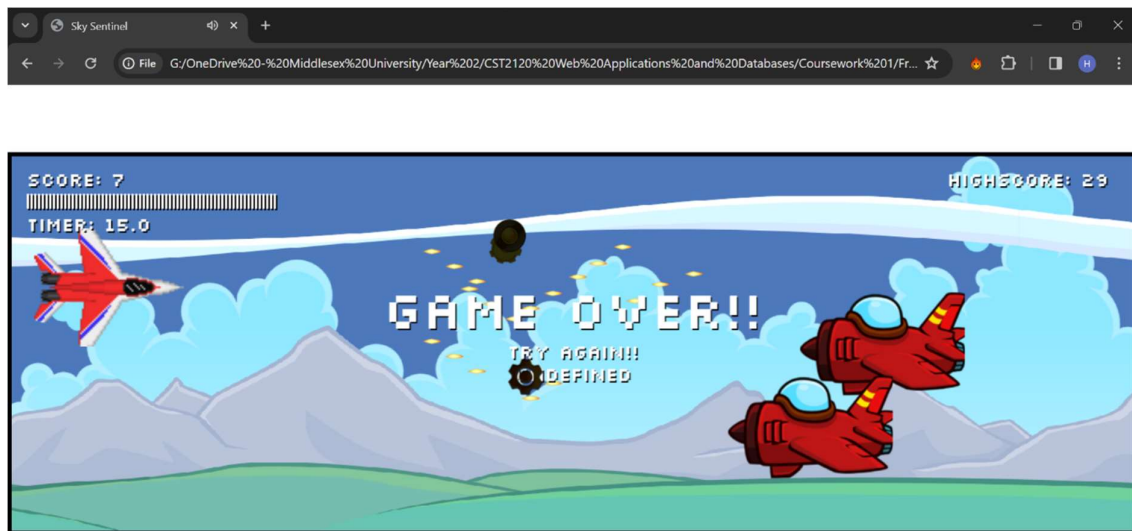 Sky Sentinel
File G:/OneDrive%20-%20Middlesex%20University/Year%202/CST2120%20Web%20Applications%20and%20Databases/Coursework%201/Fr...
H
SCORE: 7
HIGHSCORE: 29
TIMER: 15.0
GAME OVER!!
TRY AGAIN!!
UNDEFINED